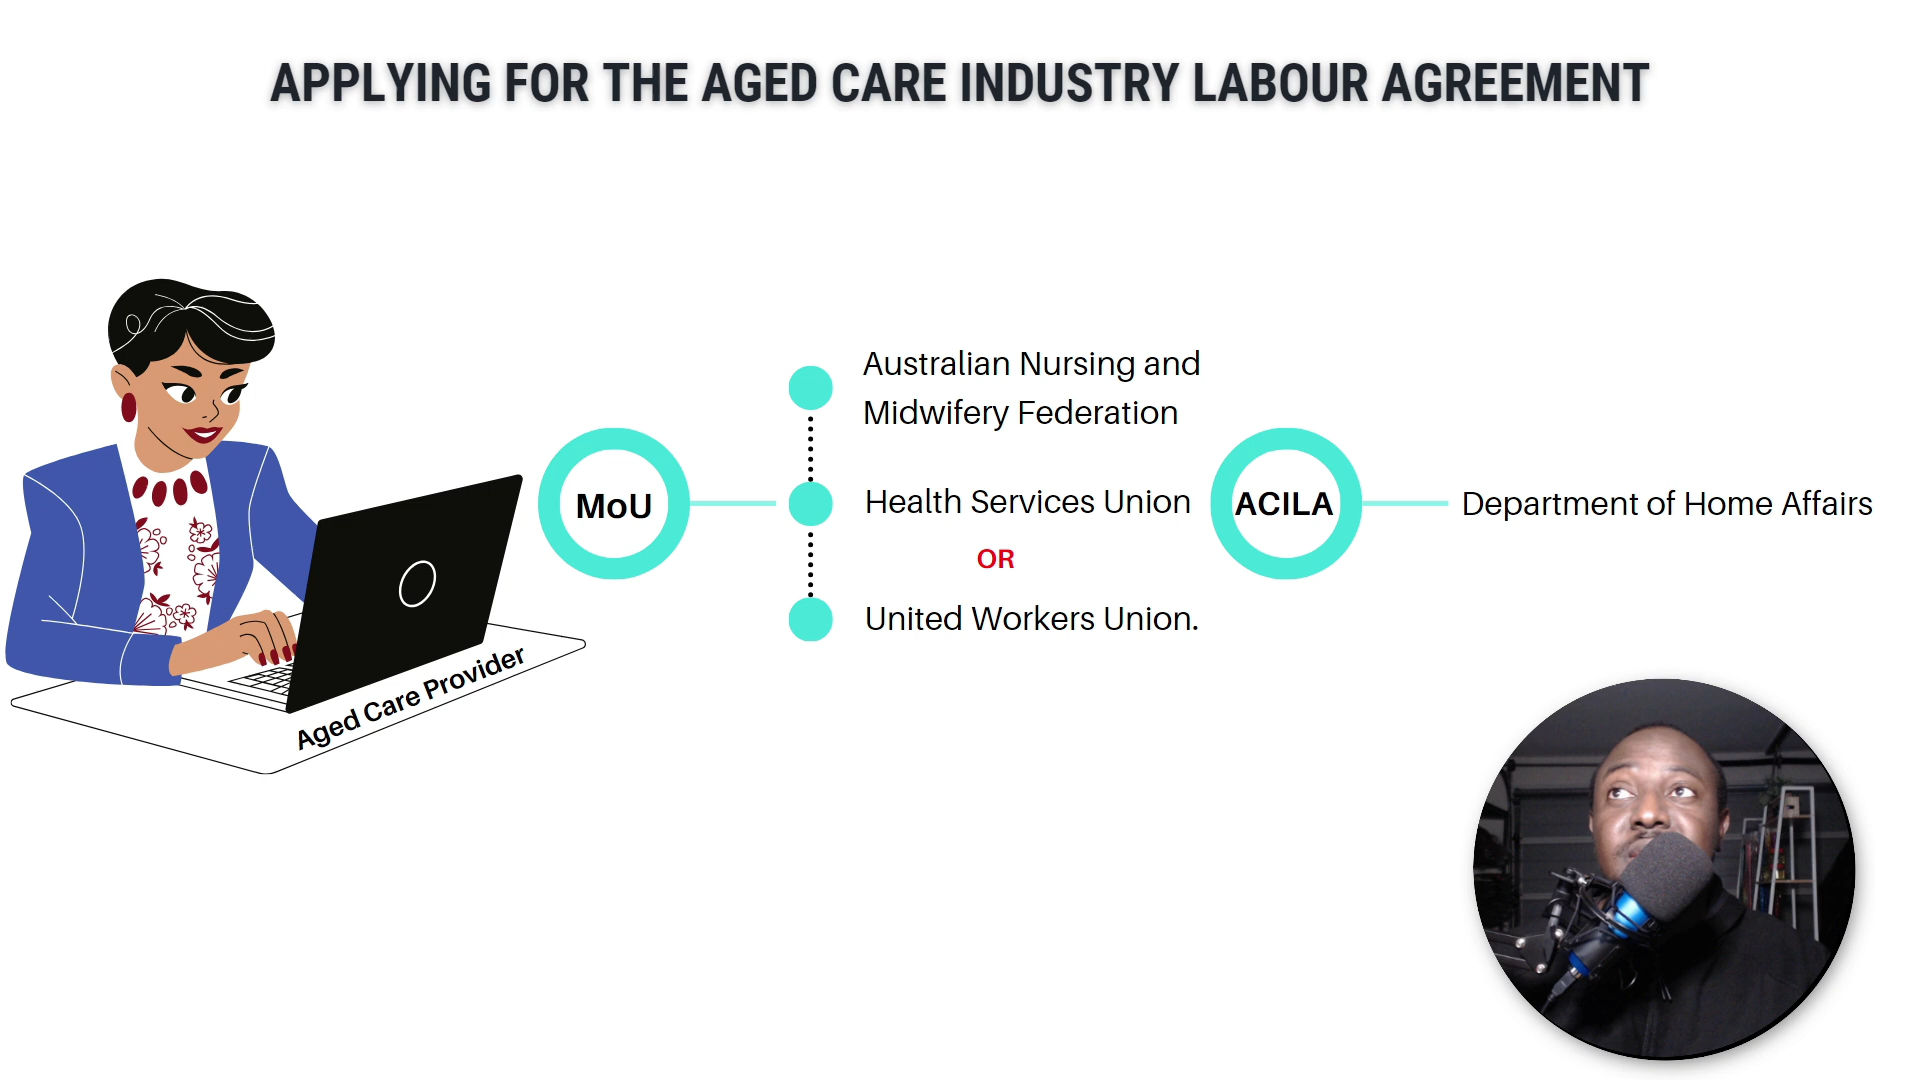 APPLYING FOR THE AGED CARE INDUSTRY LABOUR AGREEMENT
Aged Care Provider
MoU
Australian Nursing and
Midwifery Federation
Health Services Union
OR
United Workers Union.
ACILA
Department of Home Affairs